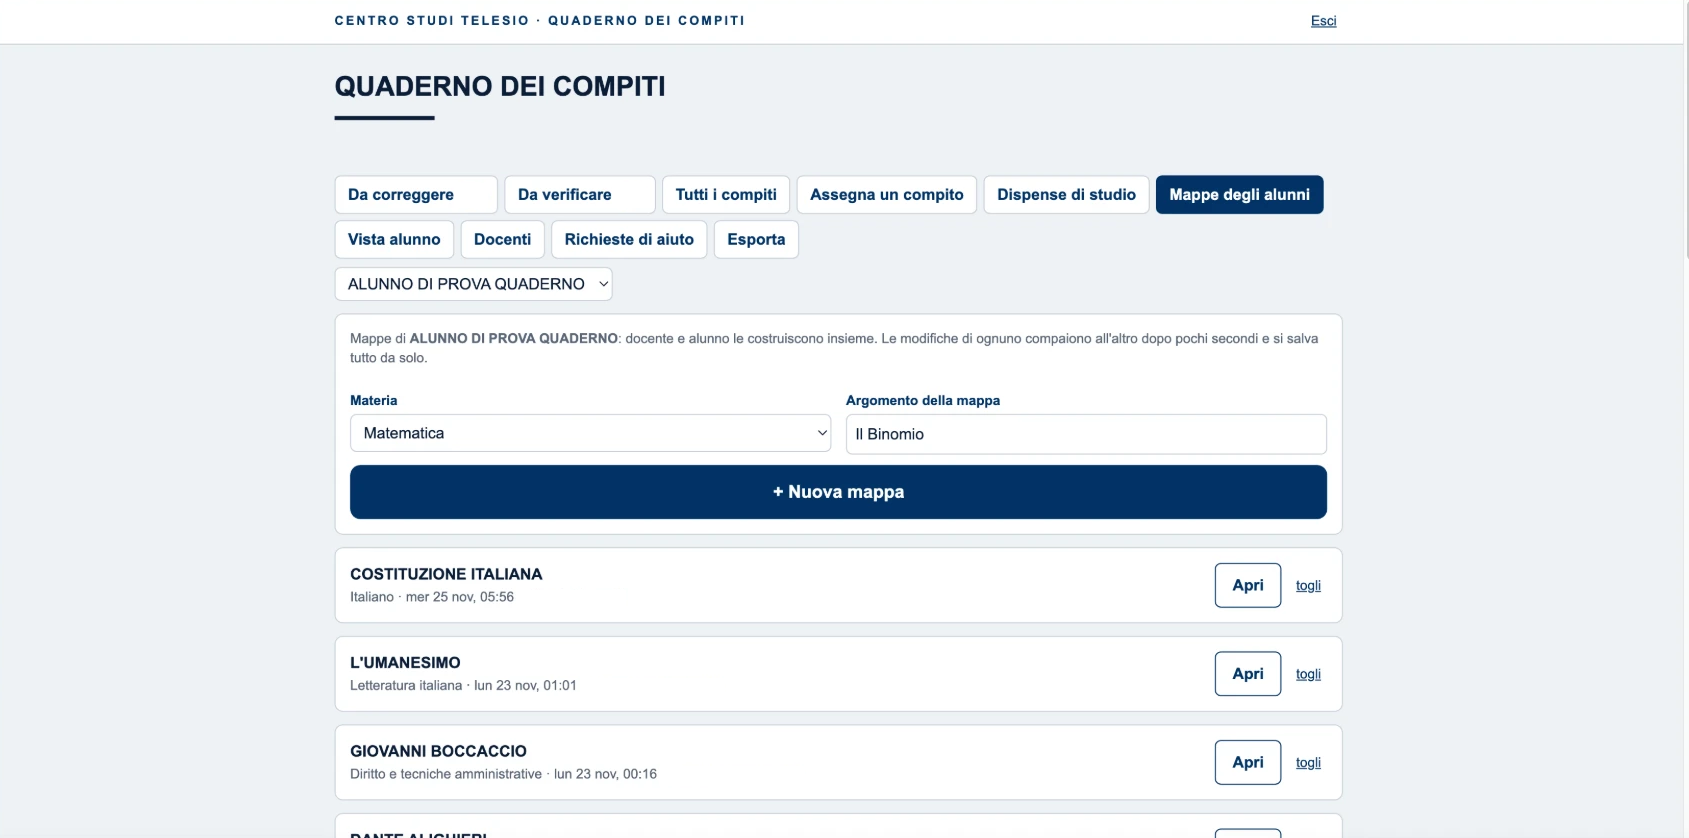 CENTRO STUDI TELESIO · QUADERNO DEI COMPITI
Esci
QUADERNO DEI COMPITI
Da correggere
Da verificare
Tutti i compiti
Assegna un compito
Dispense di studio
Mappe degli alunni
Vista alunno
Docenti
Richieste di aiuto
Esporta
ALUNNO DI PROVA QUADERNO
Mappe di ALUNNO DI PROVA QUADERNO: docente e alunno le costruiscono insieme. Le modifiche di ognuno compaiono all'altro dopo pochi secondi e si salva
tutto da solo.
Materia
Argomento della mappa
Matematica
Il Binomio
+ Nuova mappa
COSTITUZIONE ITALIANA
Italiano · mer 25 nov, 05:56
Apri
togli
L'UMANESIMO
Letteratura italiana · lun 23 nov, 01:01
Apri
togli
GIOVANNI BOCCACCIO
Diritto e tecniche amministrative · lun 23 nov, 00:16
Apri
togli
DANTE ALIGHIERI